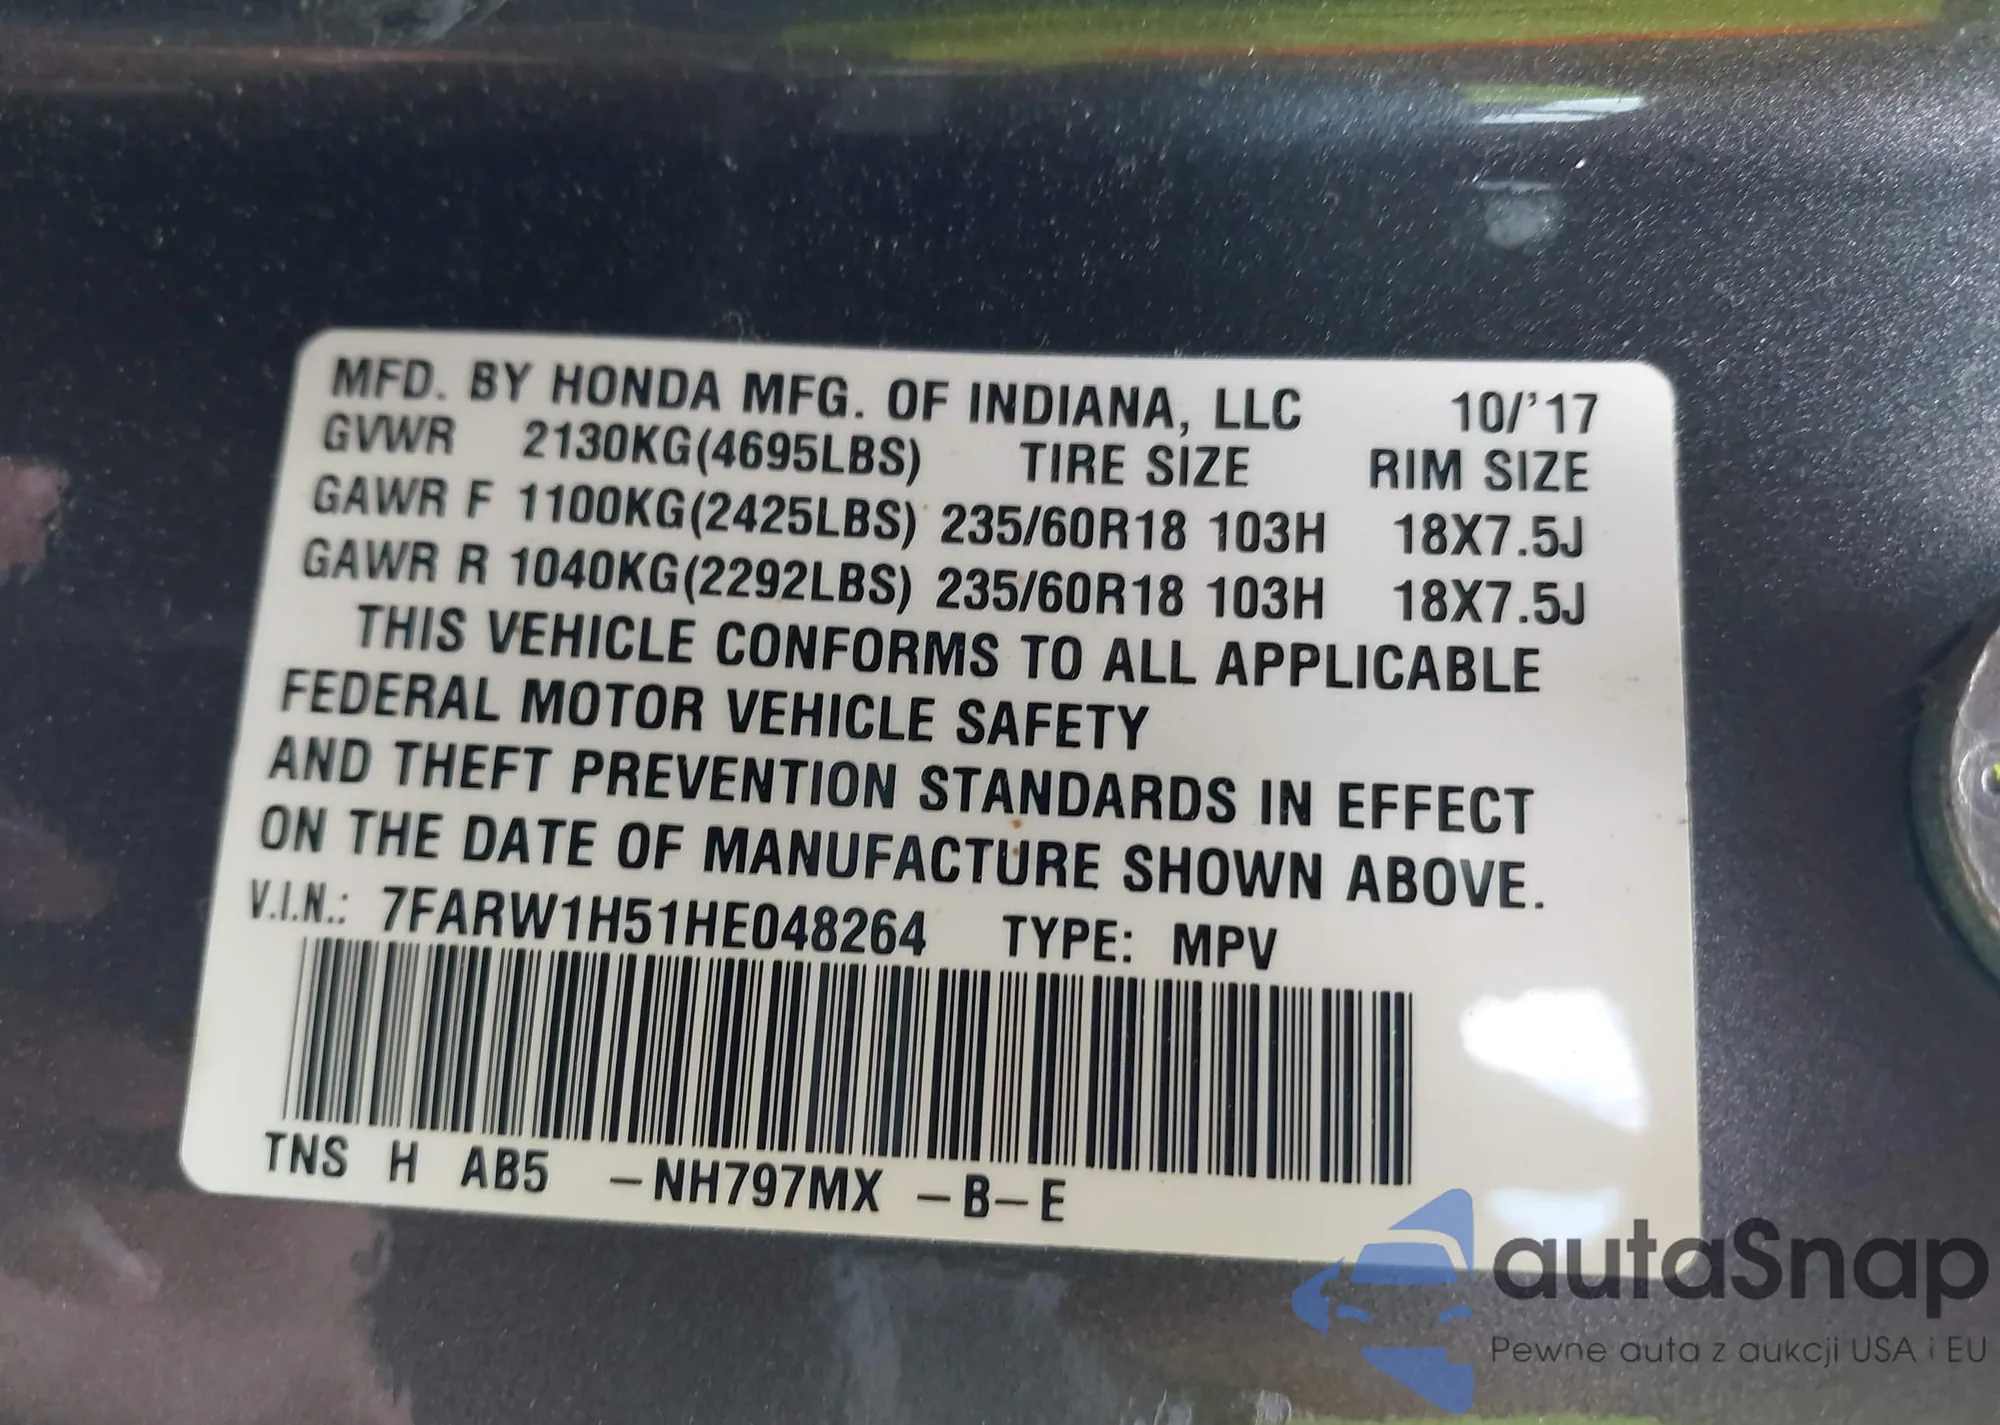 MFD. BY HONDA MFG. OF INDIANA, LLC 10/'17
GVWR 2130KG(4695LBS) TIRE SIZE RIM SIZE
GAWR F 1100KG(2425LBS) 235/60R18 103H 18X7.5J
GAWR R 1040KG(2292LBS) 235/60R18 103H 18X7.5J
THIS VEHICLE CONFORMS TO ALL APPLICABLE
FEDERAL MOTOR VEHICLE SAFETY
AND THEFT PREVENTION STANDARDS IN EFFECT
ON THE DATE OF MANUFACTURE SHOWN ABOVE.
V.I.N.: 7FARW1H51HE048264 TYPE: MPV
TNS H AB5 –NH797MX –B–E
autaSnap
Pewne auta z aukcji USA i EU